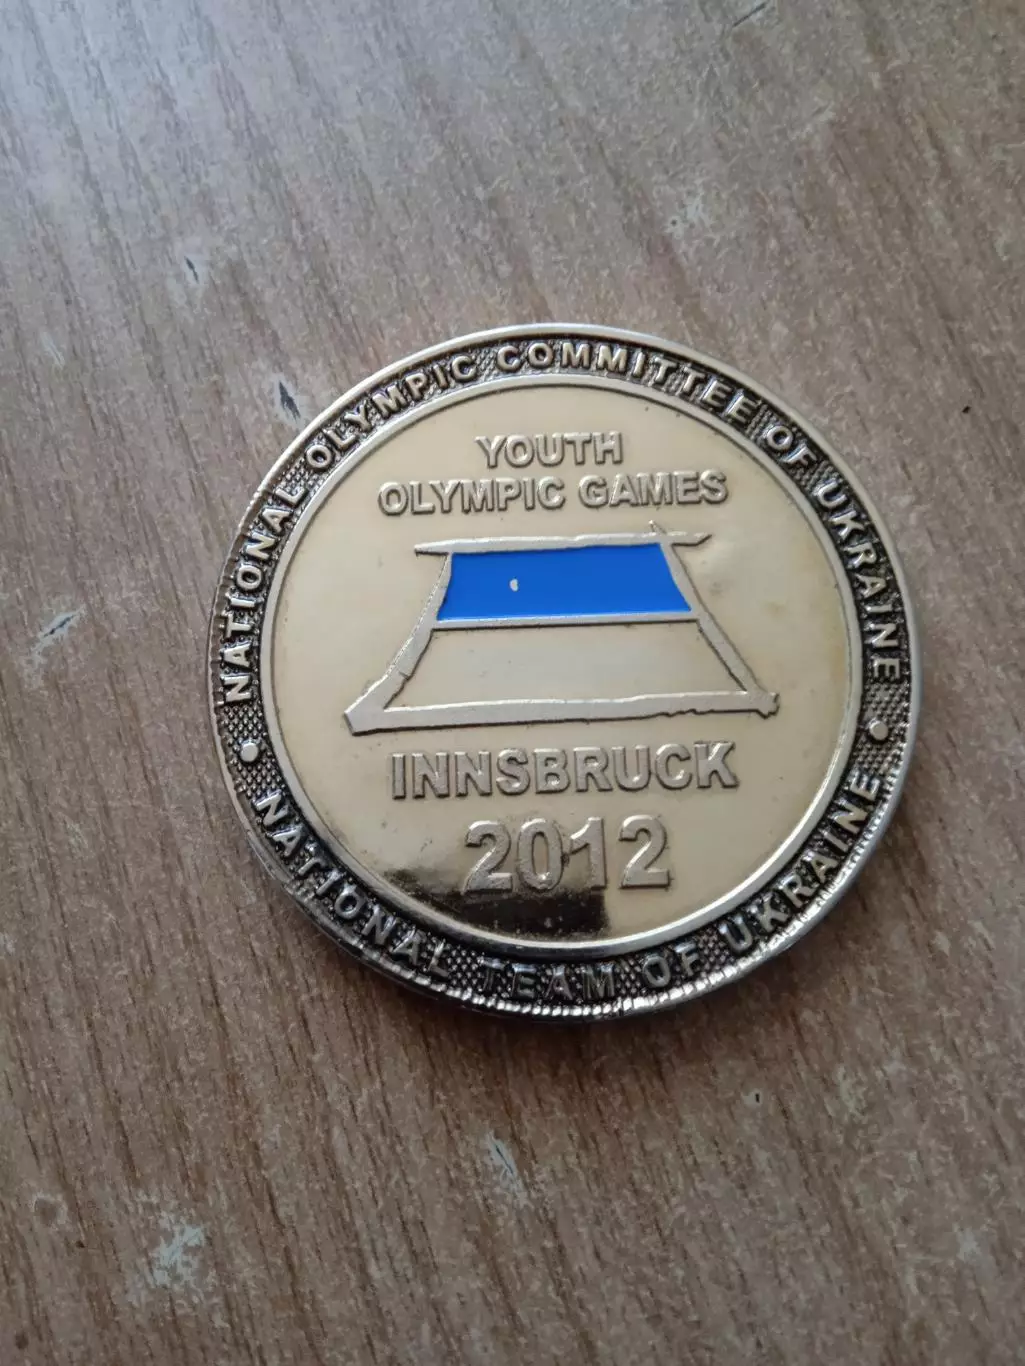 NATIONAL OLYMPIC COMMITTEE OF UKRAINE
YOUTH
OLYMPIC GAMES
INNSBRUCK
2012
NATIONAL TEAM OF UKRAINE